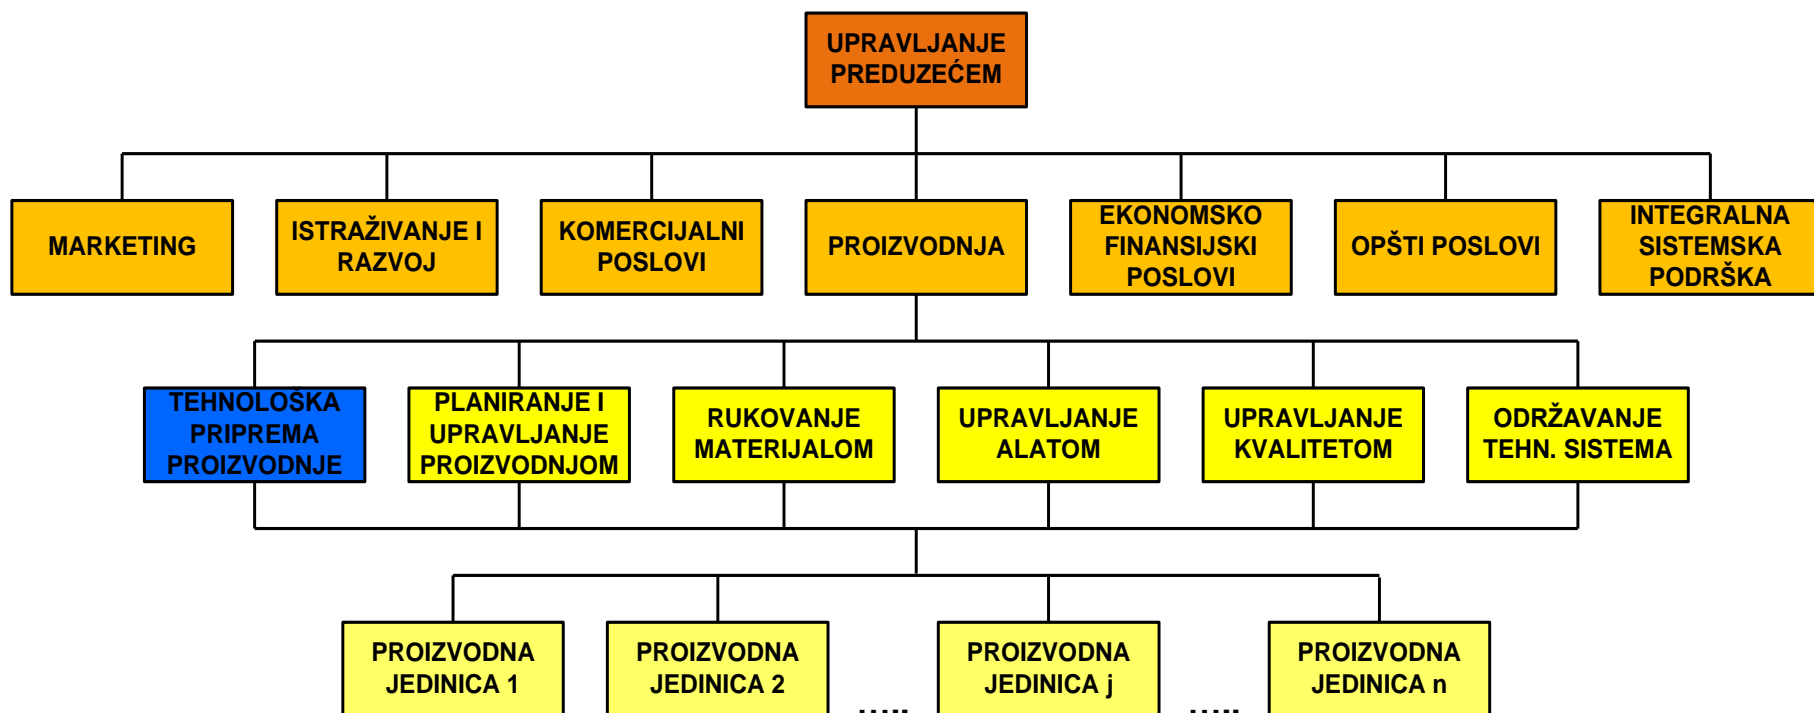 UPRAVLJANJE
PREDUZEĆEM
MARKETING
ISTRAŽIVANJE I
RAZVOJ
KOMERCIJALNI
POSLOVI
PROIZVODNJA
EKONOMSKO
FINANSIJSKI
POSLOVI
OPŠTI POSLOVI
INTEGRALNA
SISTEMSKA
PODRŠKA
TEHNOLOŠKA
PRIPREMA
PROIZVODNJE
PLANIRANJE I
UPRAVLJANJE
PROIZVODNJOM
RUKOVANJE
MATERIJALOM
UPRAVLJANJE
ALATOM
UPRAVLJANJE
KVALITETOM
ODRŽAVANJE
TEHN. SISTEMA
PROIZVODNA
JEDINICA 1
PROIZVODNA
JEDINICA 2
.....
PROIZVODNA
JEDINICA j
.....
PROIZVODNA
JEDINICA n